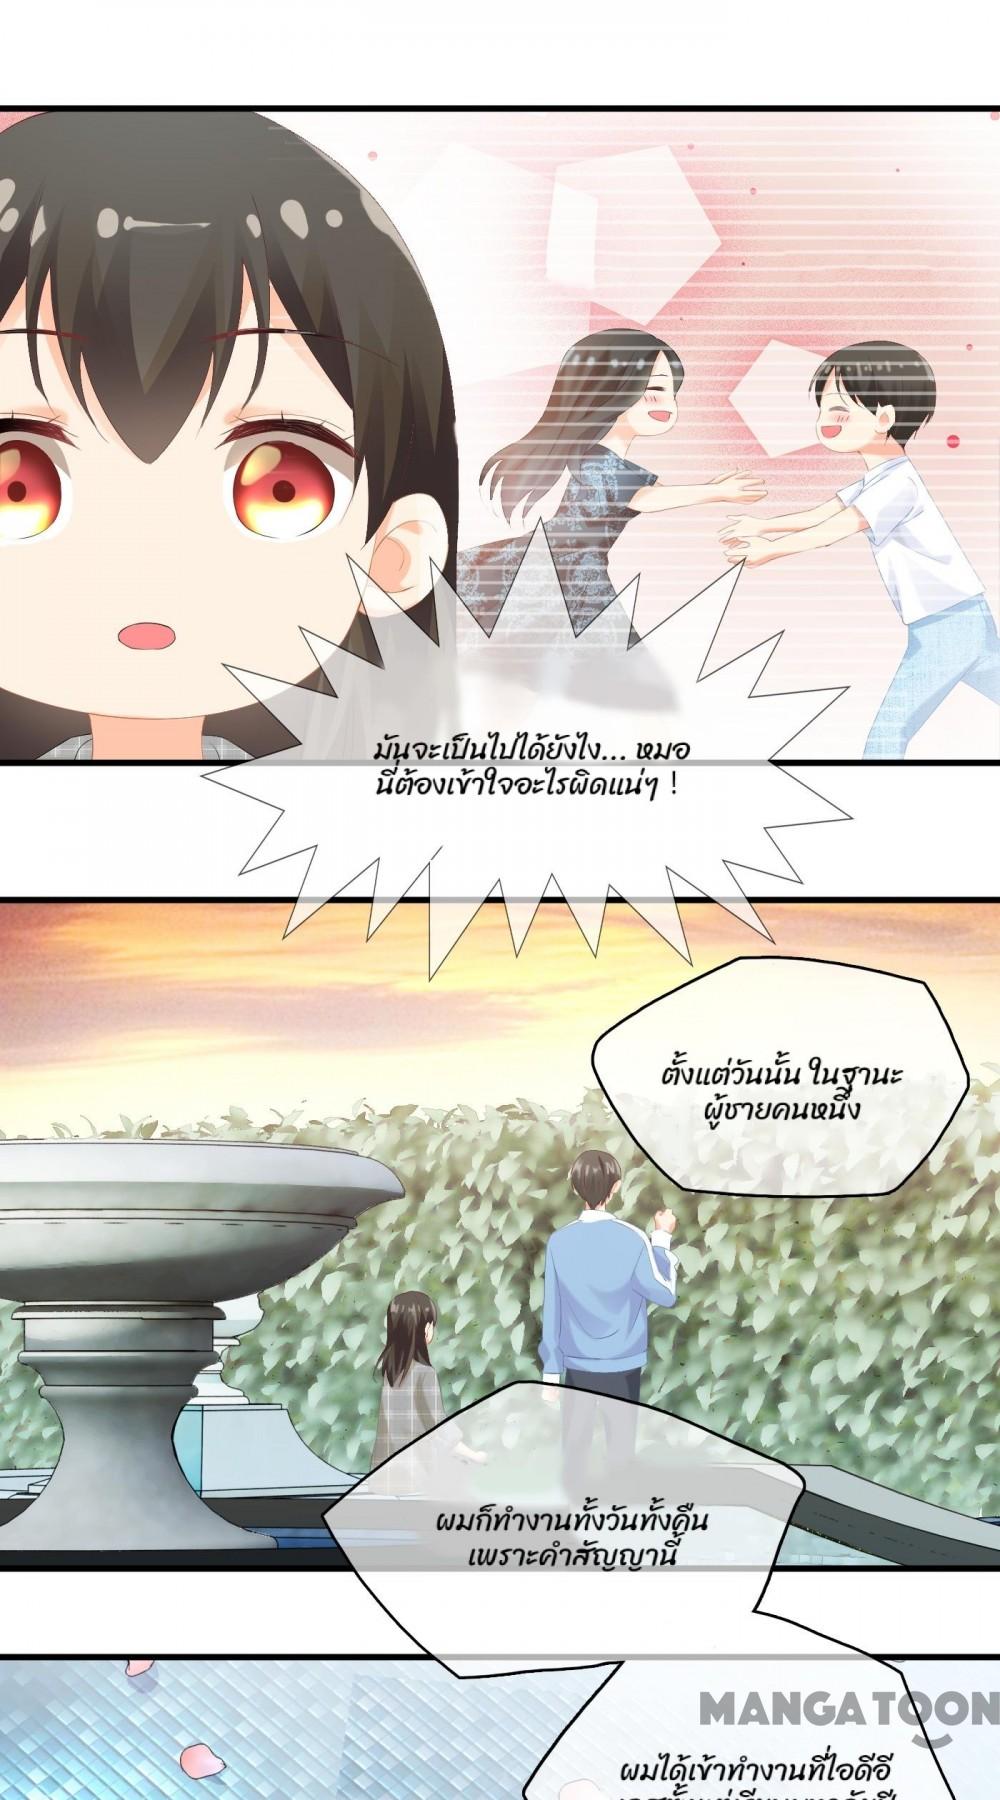 มันจะเป็นไปได้ยังไง... หมอ
นี่ต้องเข้าใจอะไรผิดแน่ๆ !
ตั้งแต่วันนั้น ในฐานะ
ผู้ชายคนหนึ่ง
ผมก็ทำงานทั้งวันทั้งคืน
เพราะคำสัญญานี้
MANGATOON
ผมได้เข้าทำงานที่ไอดีอี